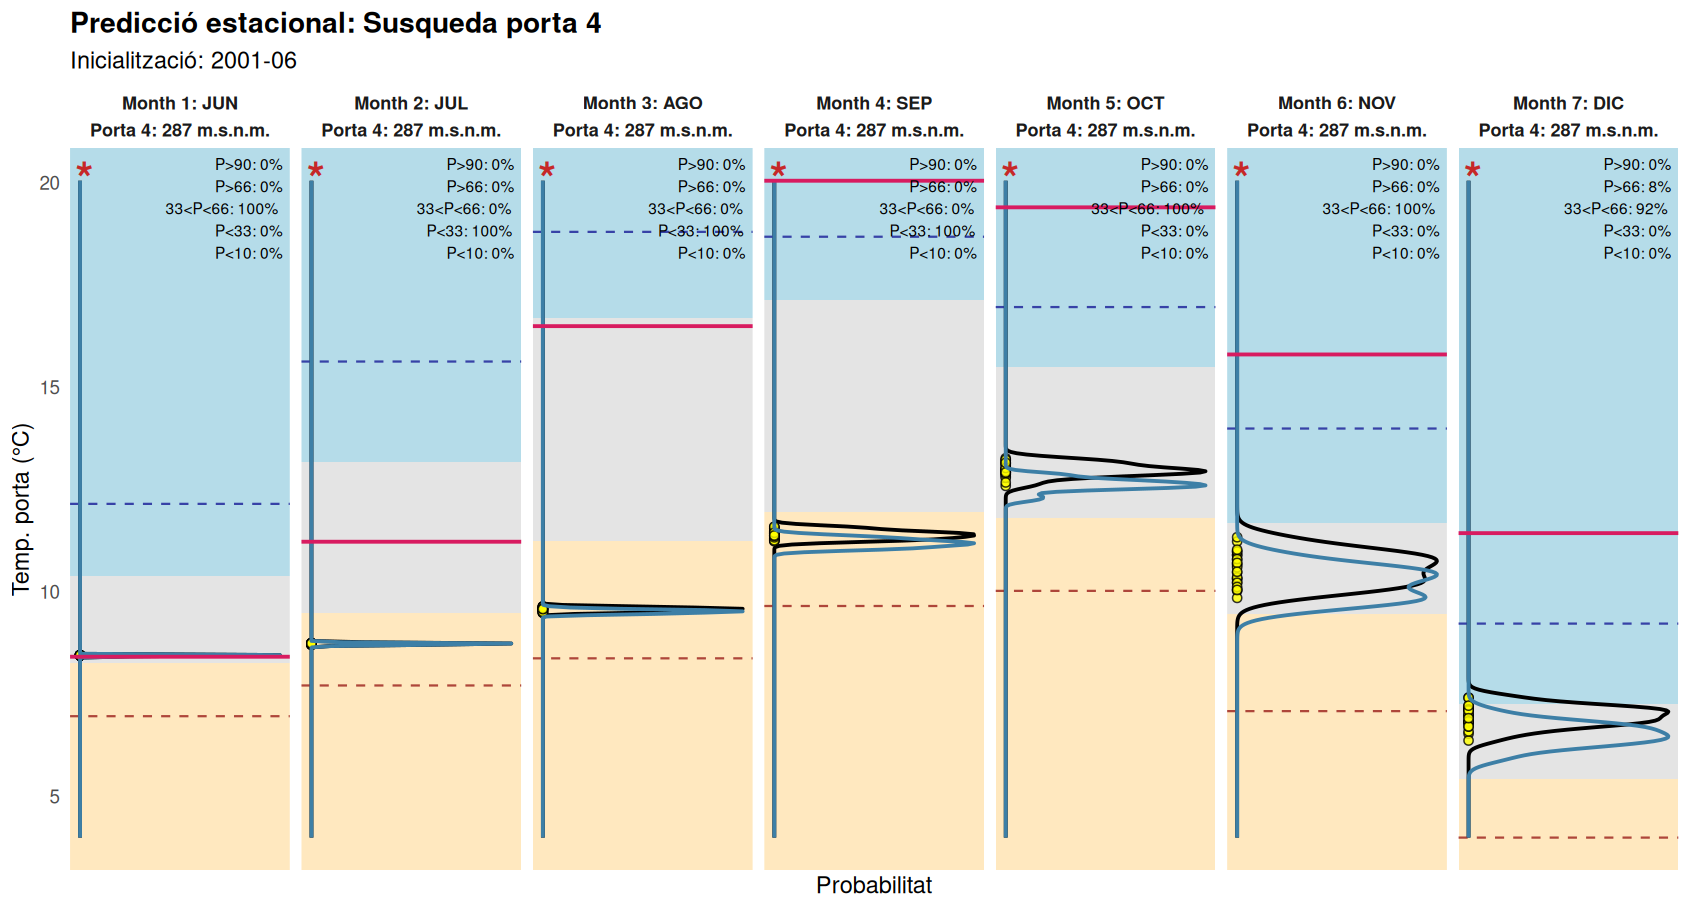 Predicció estacional: Susqueda porta 4
Inicialització: 2001-06
Month 1: JUN
Porta 4: 287 m.s.n.m.
Month 2: JUL
Porta 4: 287 m.s.n.m.
Month 3: AGO
Porta 4: 287 m.s.n.m.
Month 4: SEP
Porta 4: 287 m.s.n.m.
Month 5: OCT
Porta 4: 287 m.s.n.m.
Month 6: NOV
Porta 4: 287 m.s.n.m.
Month 7: DIC
Porta 4: 287 m.s.n.m.
*
P>90: 0%
P>66: 0%
33<P<66: 100%
P<33: 0%
P<10: 0%
*
P>90: 0%
P>66: 0%
33<P<66: 0%
P<33: 100%
P<10: 0%
*
P>90: 0%
P>66: 0%
33<P<66: 0%
P<33: 100%
P<10: 0%
*
P>90: 0%
P>66: 0%
33<P<66: 0%
P<33: 100%
P<10: 0%
*
P>90: 0%
P>66: 0%
33<P<66: 100%
P<33: 0%
P<10: 0%
*
P>90: 0%
P>66: 0%
33<P<66: 100%
P<33: 0%
P<10: 0%
*
P>90: 0%
P>66: 8%
33<P<66: 92%
P<33: 0%
P<10: 0%
20
15
10
5
Temp. porta (°C)
Probabilitat